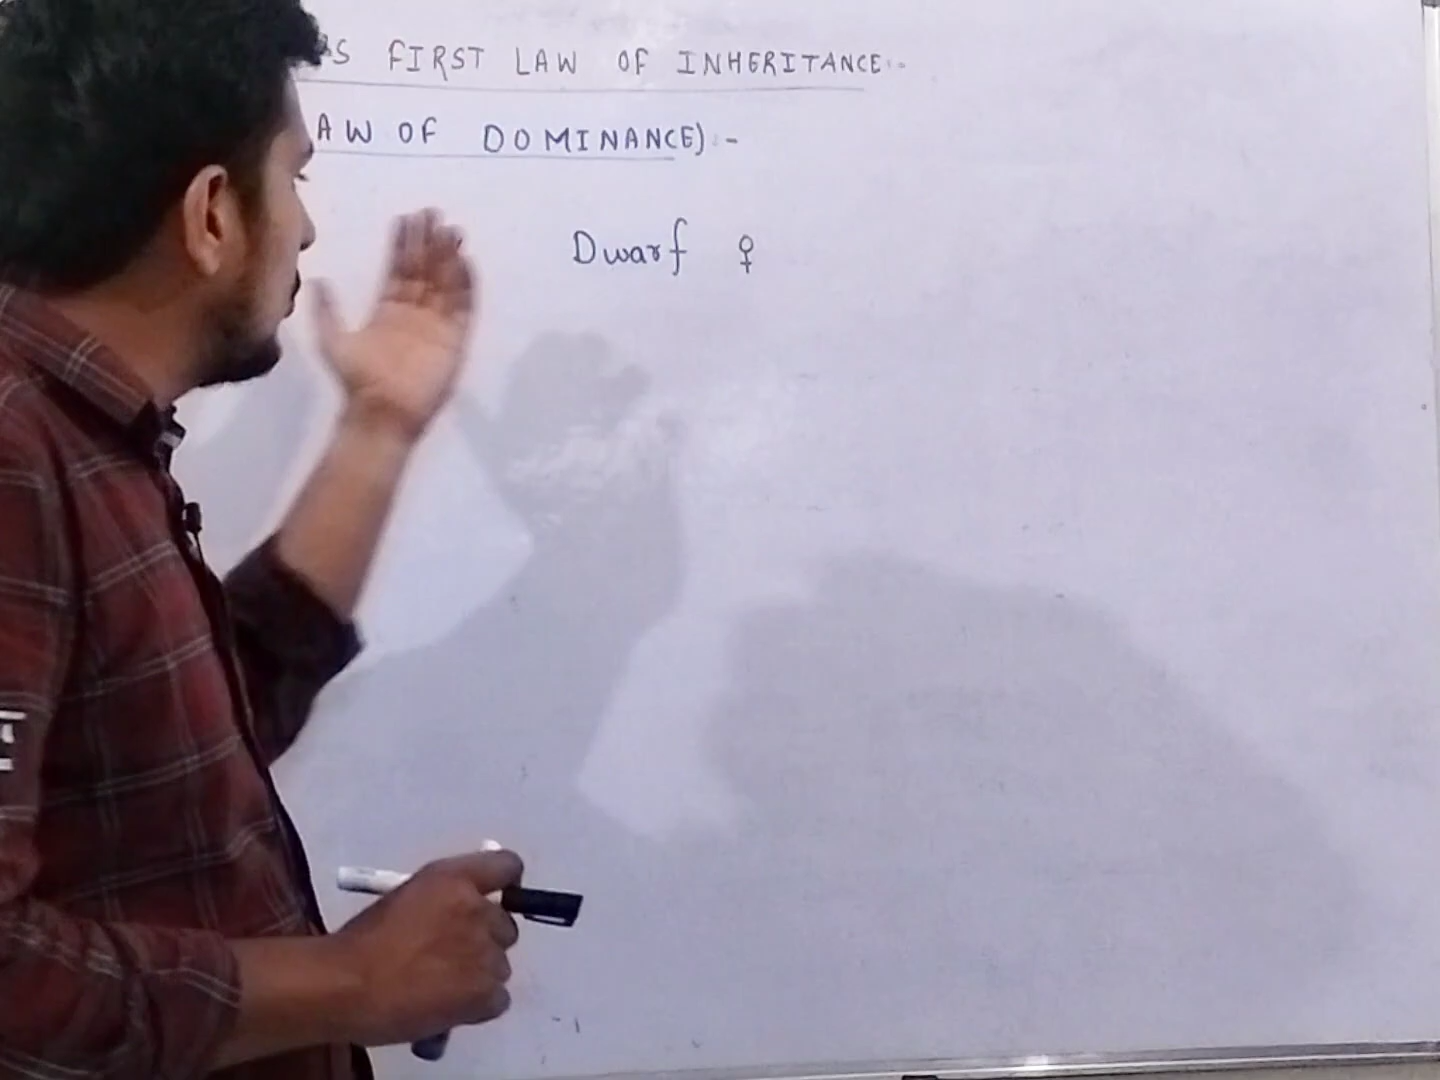 S FIRST LAW OF INHERITANCE:-
AW OF DOMINANCE):-
Dwarf ♀